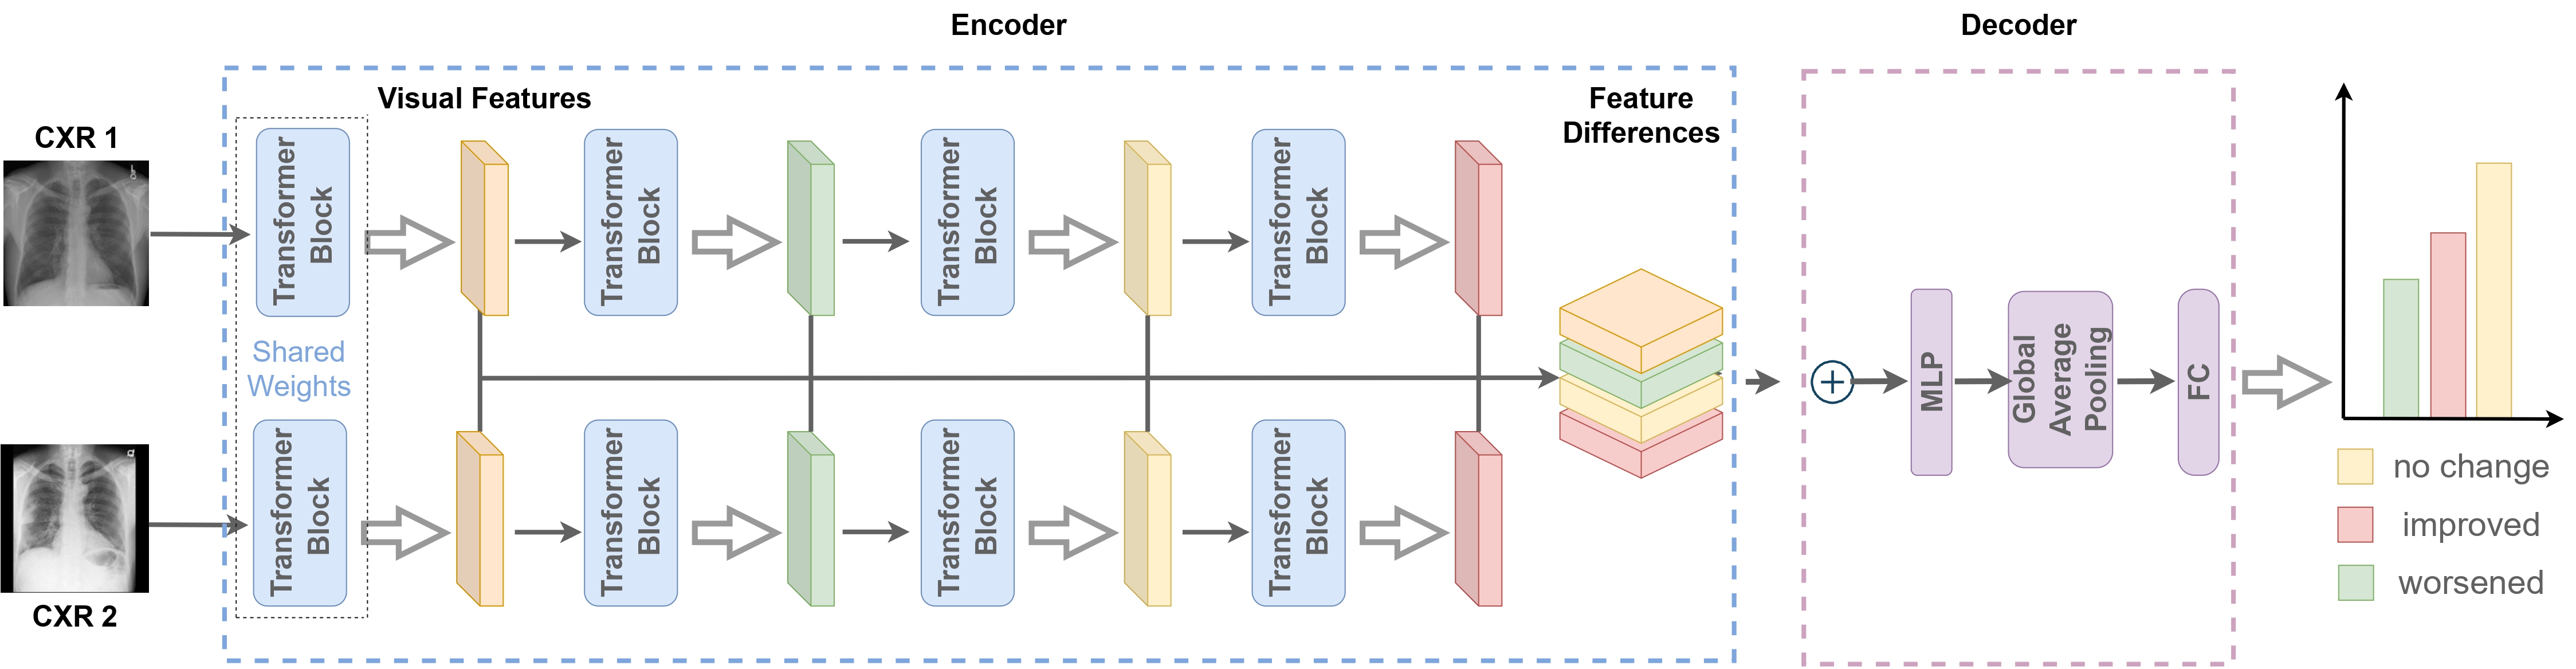 Encoder
Decoder
Visual Features
Feature
Differences
CXR 1
Transformer
Block
Transformer
Block
Transformer
Block
Transformer
Block
Shared
Weights
CXR 2
Transformer
Block
Transformer
Block
Transformer
Block
Transformer
Block
MLP
Global
Average
Pooling
FC
no change
improved
worsened